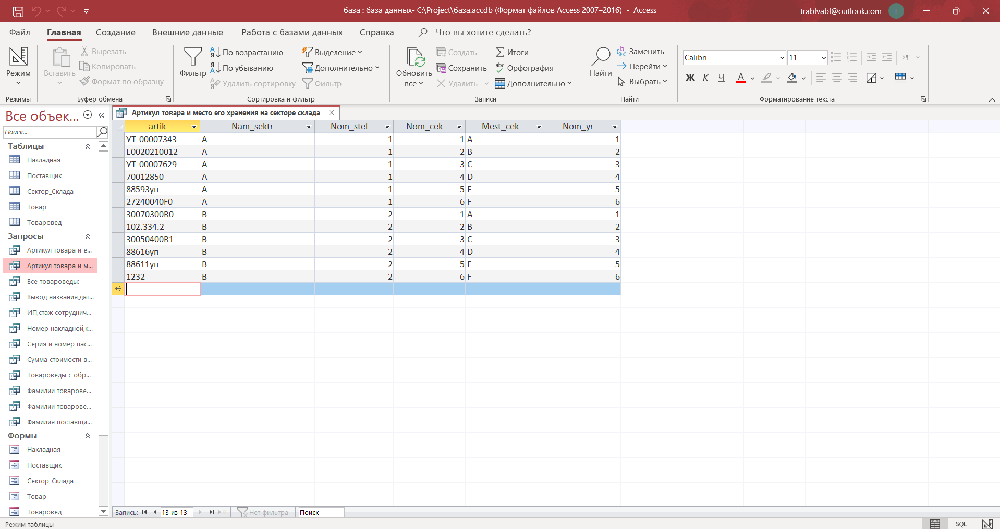 база : база данных- C:\Project\база.accdb (Формат файлов Access 2007–2016) - Access
trablvabl@outlook.com
T
Файл Главная Создание Внешние данные Работа с базами данных Справка Что вы хотите сделать?
Режим
Режимы
Вставить
Вырезать
Копировать
Формат по образцу
Буфер обмена
Фильтр
По возрастанию
По убыванию
Удалить сортировку
Выделение
Дополнительно
Фильтр
Сортировка и фильтр
Обновить
все
Создать
Сохранить
Удалить
Итоги
Орфография
Дополнительно
Записи
Найти
Заменить
Перейти
Выбрать
Найти
Calibri 11
Ж К Ч А
Форматирование текста
Все объек...
Поиск...
Таблицы
Накладная
Поставщик
Сектор_Склада
Товар
Товаровед
Запросы
Артикул товара и е...
Артикул товара и м...
Все товароведы:
Вывод названия,дат...
ИП,стаж сотруднич...
Номер накладной,к...
Серия и номер пас...
Сумма стоимости в...
Товароведы с обр...
Фамилии товарове...
Фамилии товарове...
Фамилия поставщи...
Формы
Накладная
Поставщик
Сектор_Склада
Товар
Товаровед
Артикул товара и место его хранения на секторе склада
artik Nam_sektr Nom_stel Nom_cek Mest_cek Nom_yr
УТ-00007343 A 1 1 A 1
E0020210012 A 1 2 B 2
УТ-00007629 A 1 3 C 3
70012850 A 1 4 D 4
88593уп A 1 5 E 5
27240040F0 A 1 6 F 6
30070300R0 B 2 1 A 1
102.334.2 B 2 2 B 2
30050400R1 B 2 3 C 3
88616уп B 2 4 D 4
88611уп B 2 5 E 5
1232 B 2 6 F 6
Запись: 13 из 13 Нет фильтра Поиск
Режим таблицы
SQL